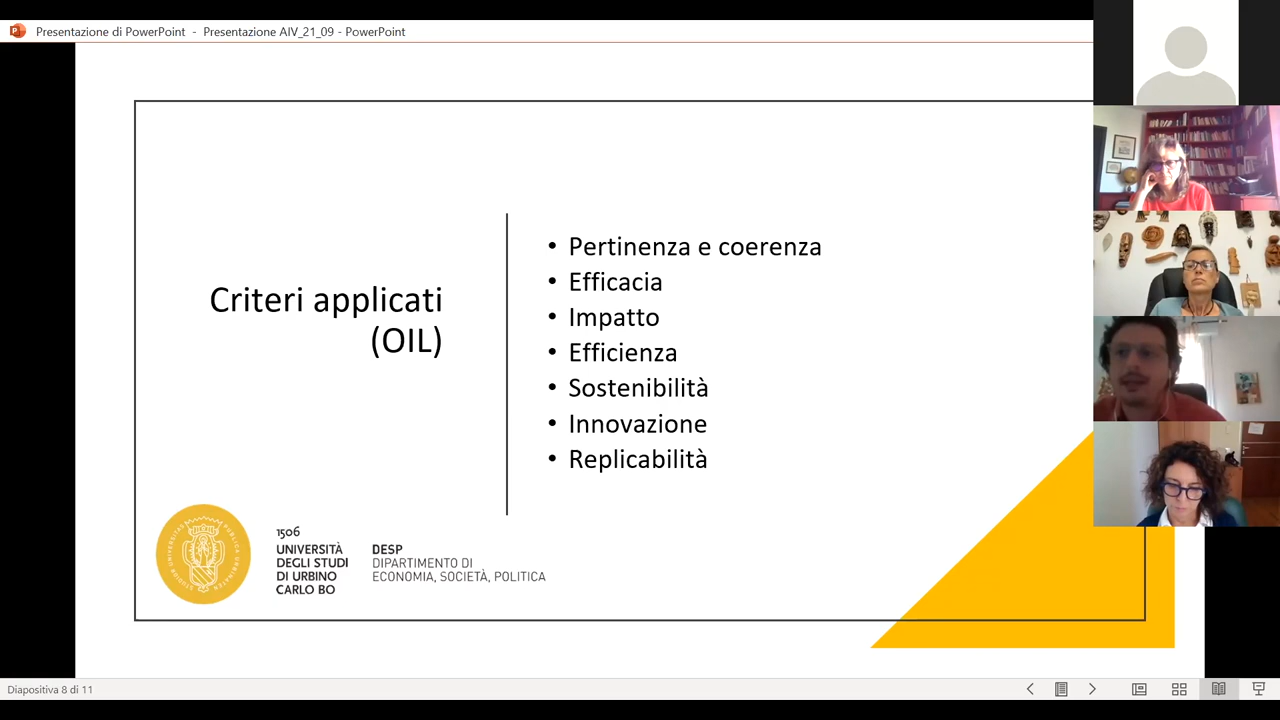 Presentazione di PowerPoint - Presentazione AIV_21_09 - PowerPoint
Criteri applicati
(OIL)
• Pertinenza e coerenza
• Efficacia
• Impatto
• Efficienza
• Sostenibilità
• Innovazione
• Replicabilità
1506
UNIVERSITÀ
DEGLI STUDI
DI URBINO
CARLO BO
DESP
DIPARTIMENTO DI
ECONOMIA, SOCIETÀ, POLITICA
Diapositiva 8 di 11